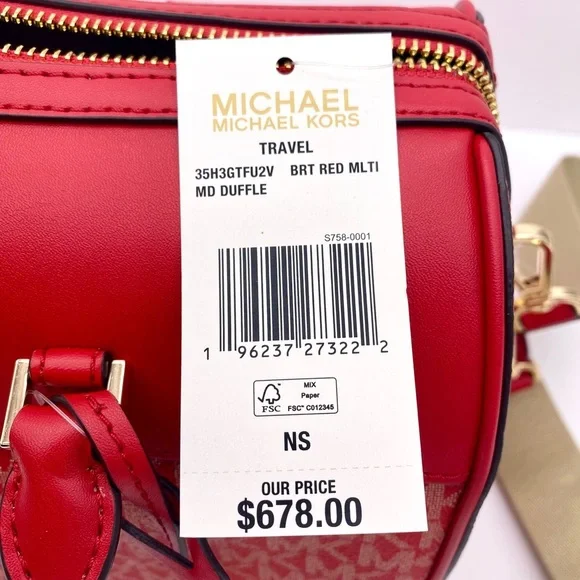 MICHAEL
MICHAEL KORS
TRAVEL
35H3GTFU2V BRT RED MLTI
MD DUFFLE
S758-0001
1 96237 27322 2
FSC
MIX
Paper
FSC™ C012345
NS
OUR PRICE
$678.00